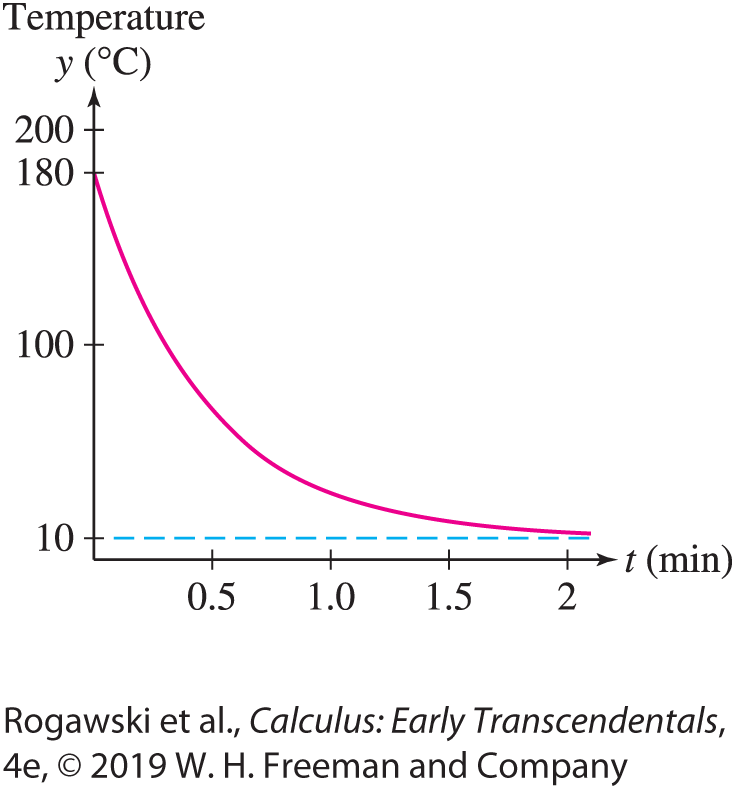 Temperature
y (°C)
200
180
100
10
t (min)
0.5 1.0 1.5 2
Rogawski et al., Calculus: Early Transcendentals,
4e, © 2019 W. H. Freeman and Company